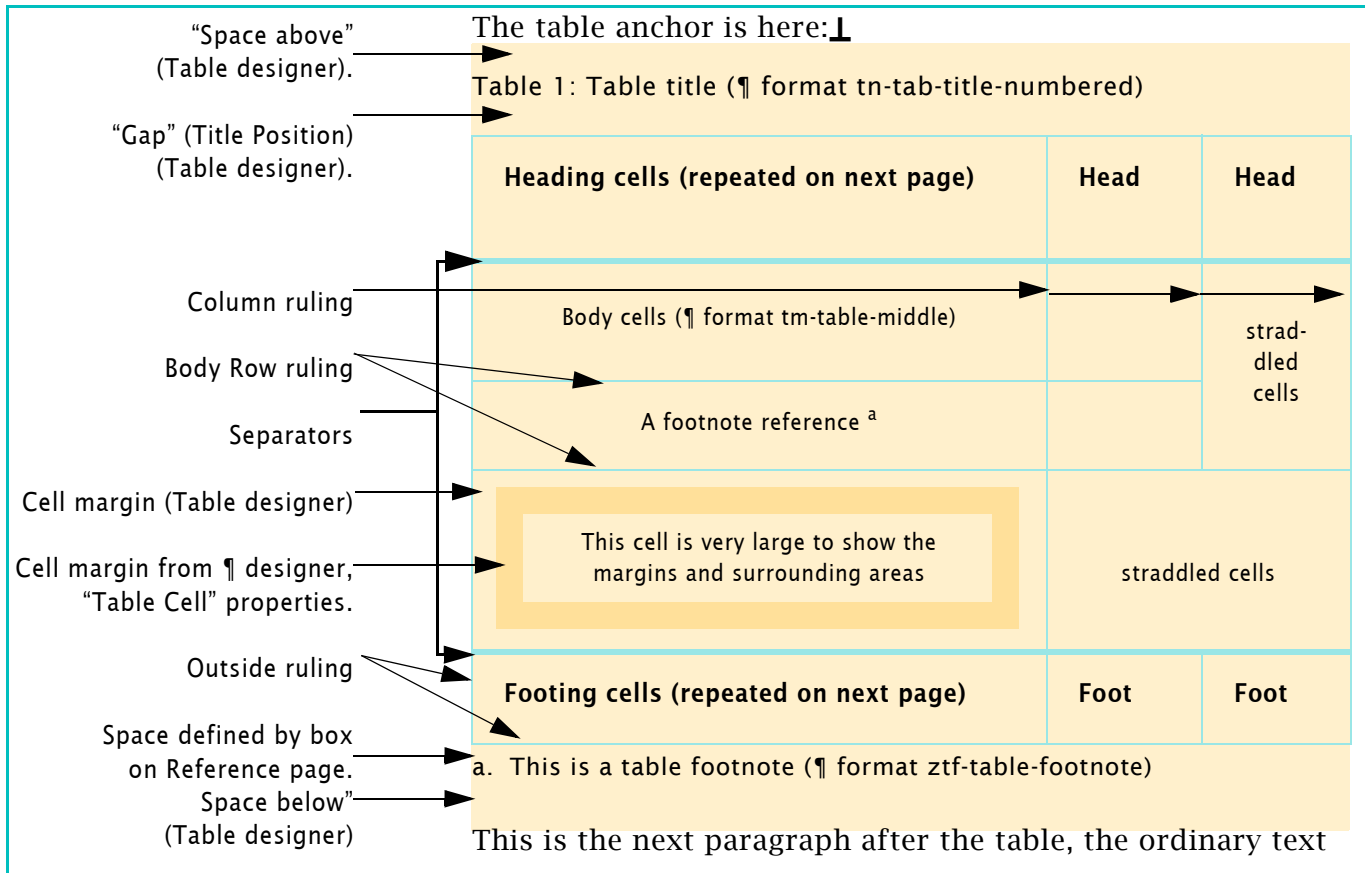 The table anchor is here:
“Space above”
(Table designer).
Table 1: Table title (¶ format tn-tab-title-numbered)
“Gap” (Title Position)
(Table designer).
Heading cells (repeated on next page) Head Head
Column ruling
Body cells (¶ format tm-table-middle)
strad-
dled
cells
Body Row ruling
A footnote reference a
Separators
Cell margin (Table designer)
This cell is very large to show the
margins and surrounding areas
straddled cells
Cell margin from ¶ designer,
“Table Cell” properties.
Outside ruling
Footing cells (repeated on next page) Foot Foot
Space defined by box
on Reference page.
a. This is a table footnote (¶ format ztf-table-footnote)
Space below”
(Table designer)
This is the next paragraph after the table, the ordinary text